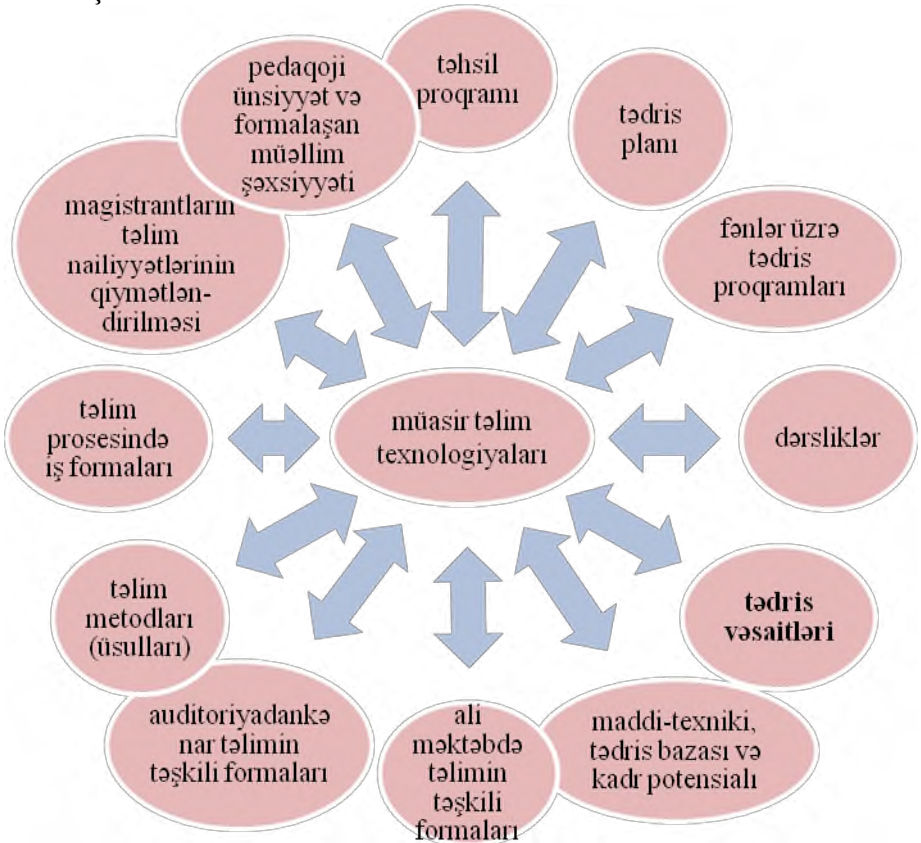 təhsil
proqramı
tədris
planı
fənlər üzrə
tədris
proqramları
dərsliklər
tədris
vəsaitləri
maddi-texniki,
tədris bazası və
kadr potensialı
ali
məktəbdə
təlimin
təşkili
formaları
auditoriyadankə
nar təlimin
təşkili formaları
təlim
metodları
(üsulları)
təlim
prosesində
iş formaları
magistrantların
təlim
nailiyyətlərinin
qiymətlən-
dirilməsi
pedaqoji
ünsiyyət və
formalaşan
müəllim
şəxsiyyəti
müasir təlim
texnologiyaları